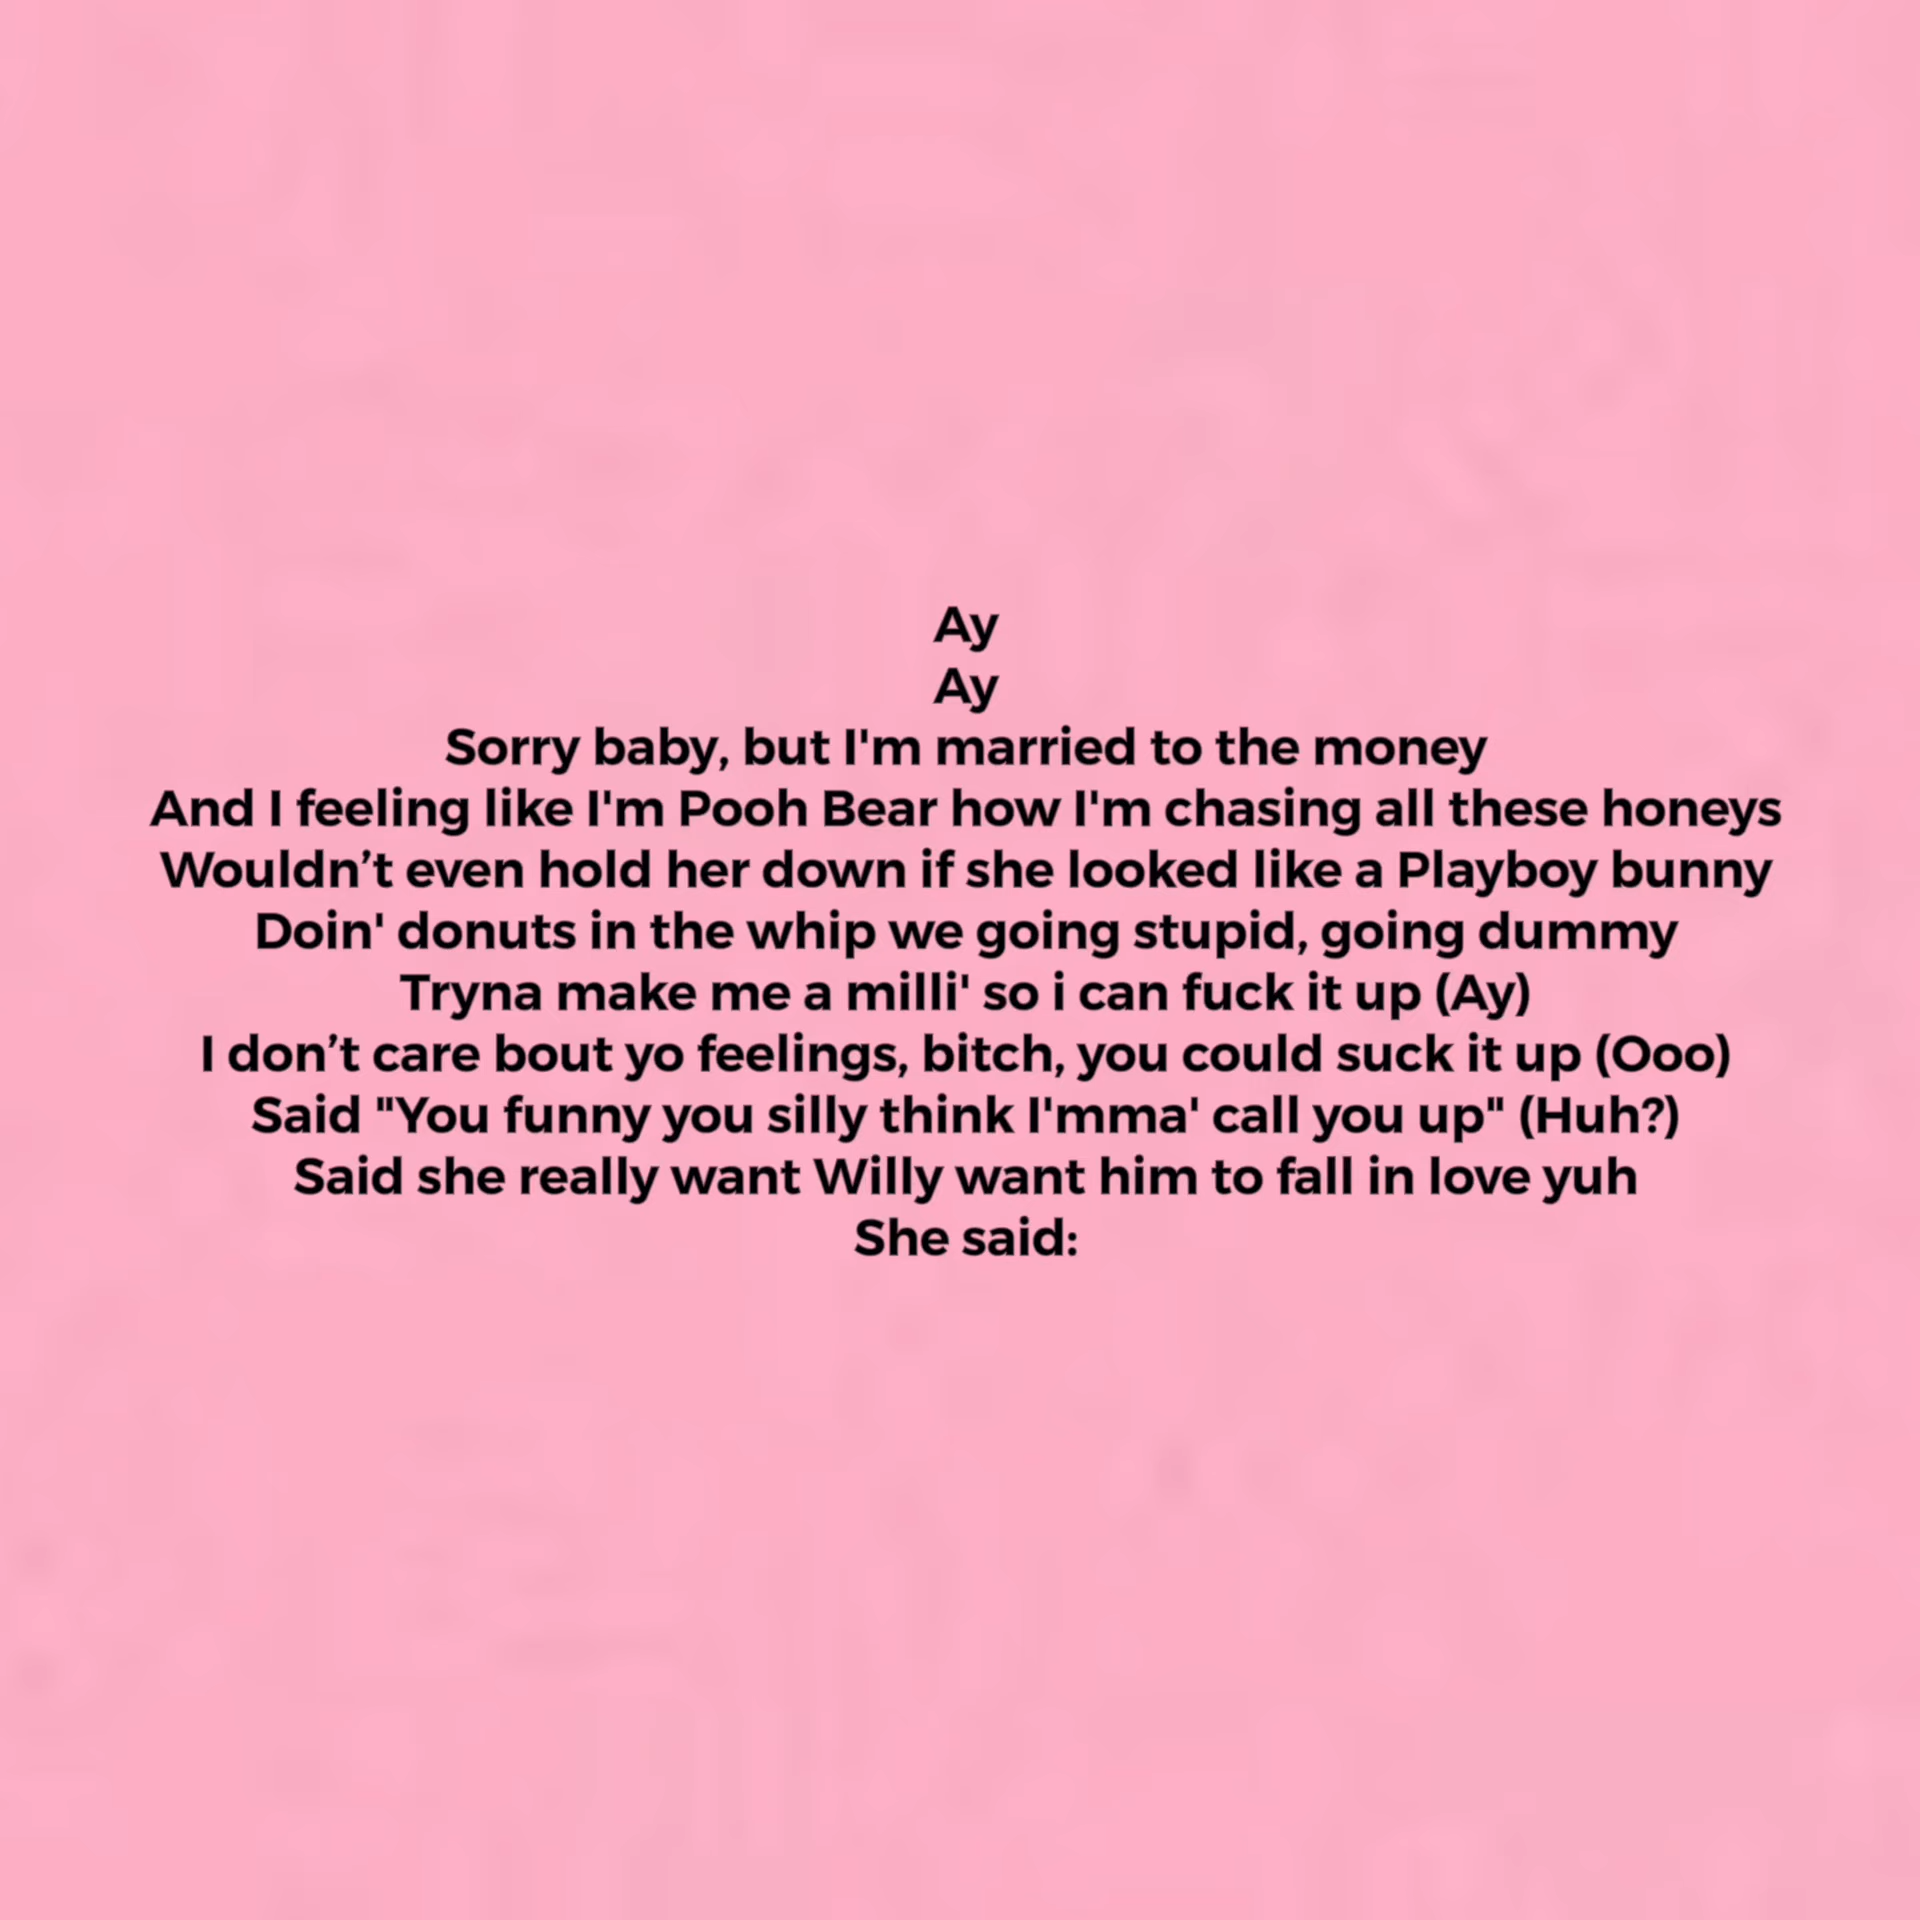 Ay
Ay
Sorry baby, but I'm married to the money
And I feeling like I'm Pooh Bear how I'm chasing all these honeys
Wouldn’t even hold her down if she looked like a Playboy bunny
Doin' donuts in the whip we going stupid, going dummy
Tryna make me a milli' so i can fuck it up (Ay)
I don’t care bout yo feelings, bitch, you could suck it up (Ooo)
Said "You funny you silly think I'mma' call you up" (Huh?)
Said she really want Willy want him to fall in love yuh
She said: